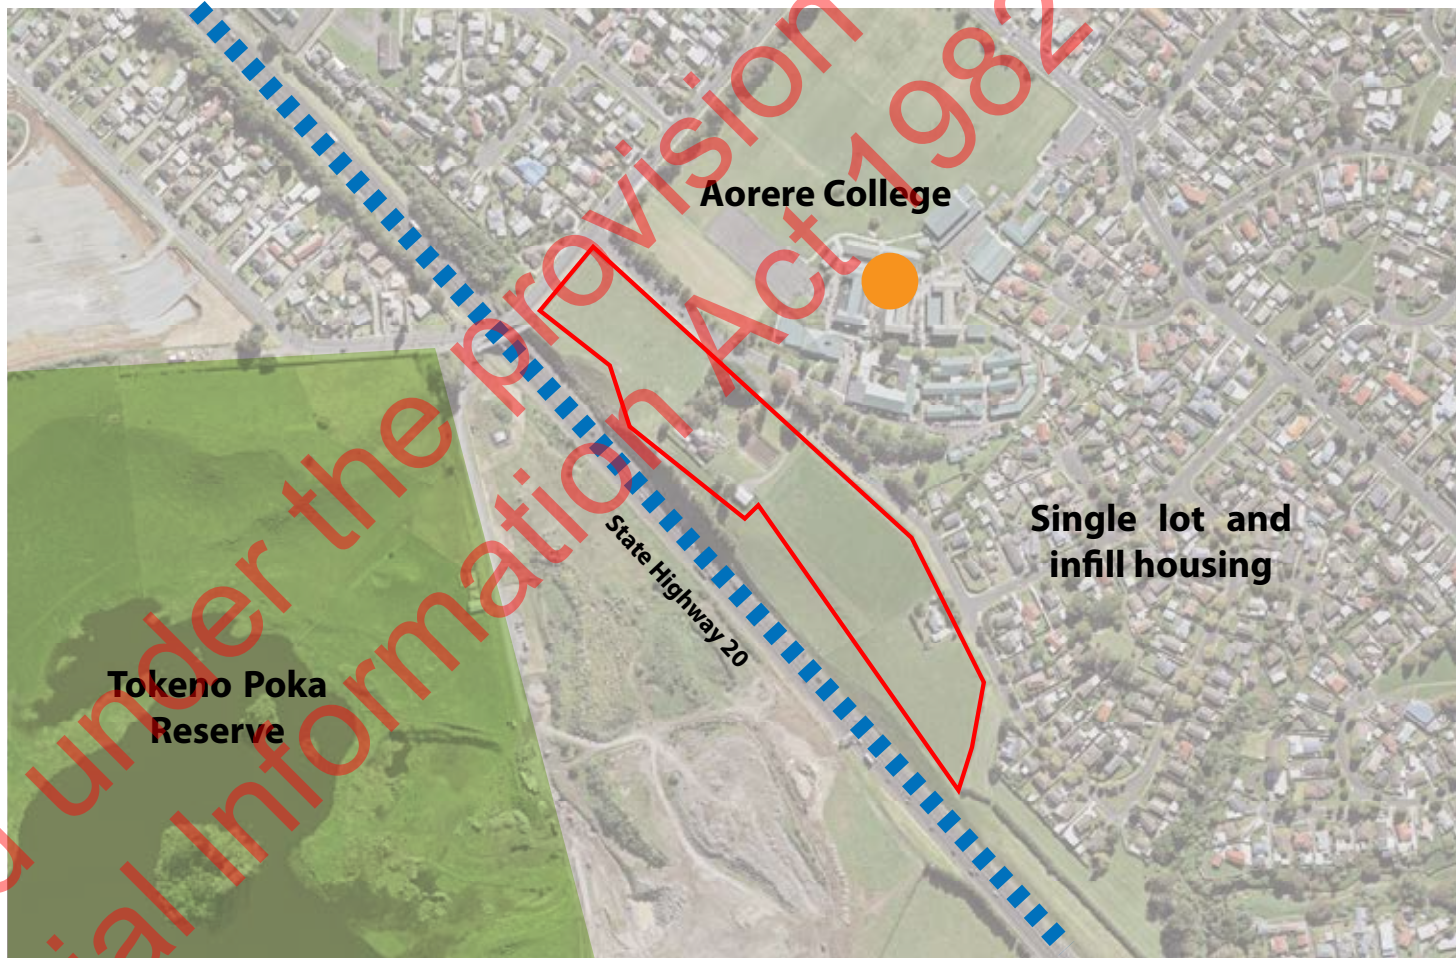 Aorere College
Single lot and
infill housing
State Highway 20
Tokeno Poka
Reserve
under the provision
Information Act 1982